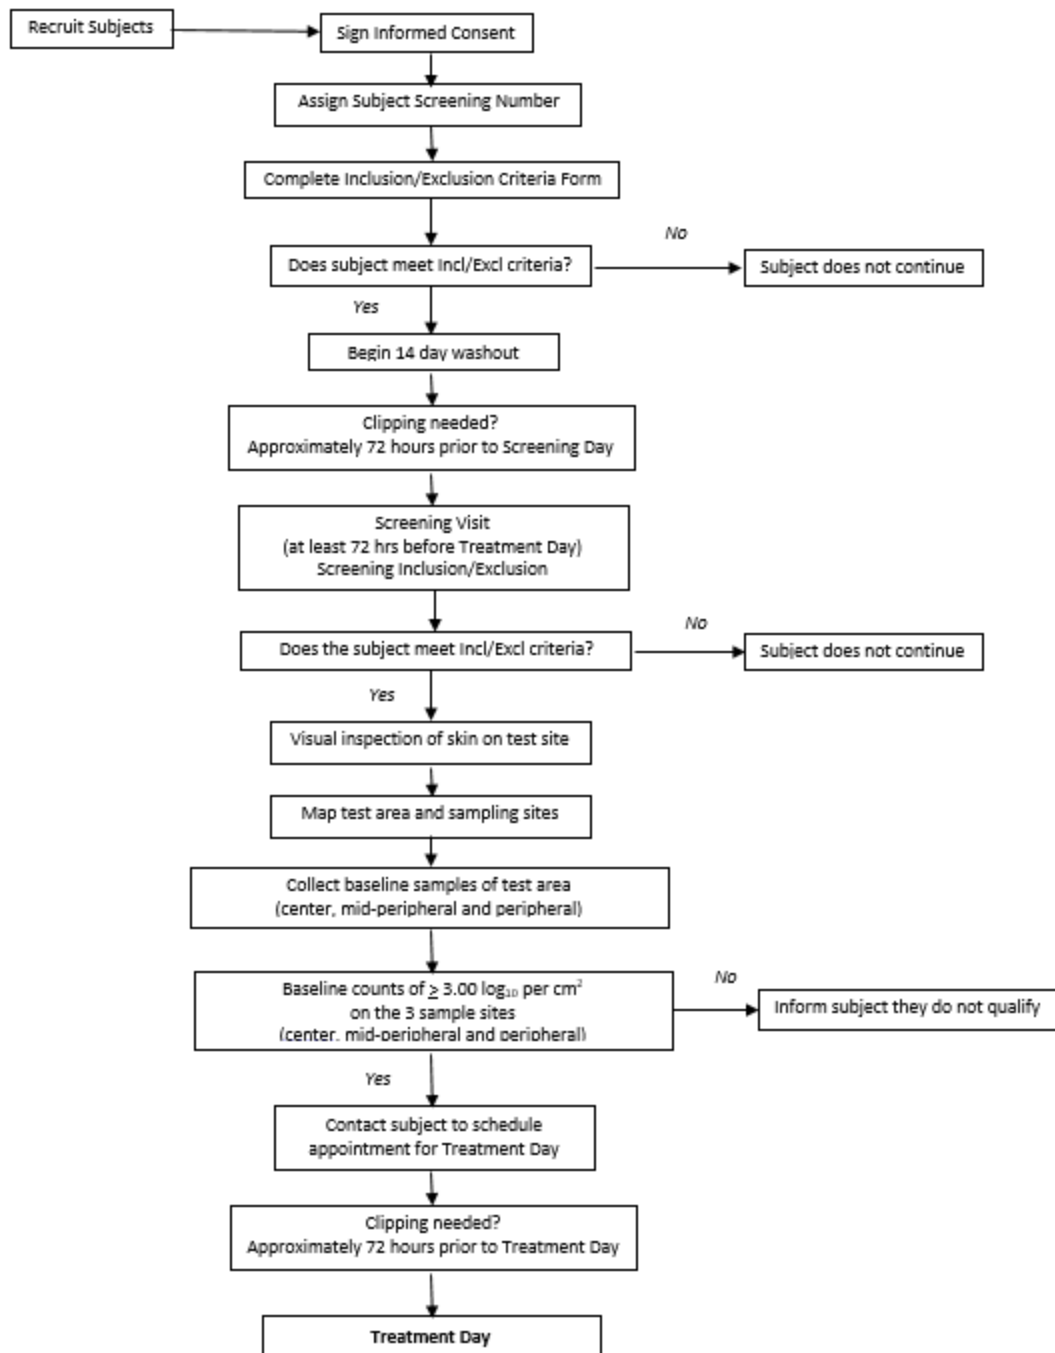 Recruit Subjects
Sign Informed Consent
Assign Subject Screening Number
Complete Inclusion/Exclusion Criteria Form
No
Does subject meet Incl/Excl criteria?
Subject does not continue
Yes
Begin 14 day washout
Clipping needed?
Approximately 72 hours prior to Screening Day
Screening Visit
(at least 72 hrs before Treatment Day)
Screening Inclusion/Exclusion
No
Does the subject meet Incl/Excl criteria?
Subject does not continue
Yes
Visual inspection of skin on test site
Map test area and sampling sites
Collect baseline samples of test area
(center, mid-peripheral and peripheral)
No
Baseline counts of ≥ 3.00 log₁₀ per cm²
on the 3 sample sites
(center, mid-peripheral and peripheral)
Inform subject they do not qualify
Yes
Contact subject to schedule
appointment for Treatment Day
Clipping needed?
Approximately 72 hours prior to Treatment Day
Treatment Day